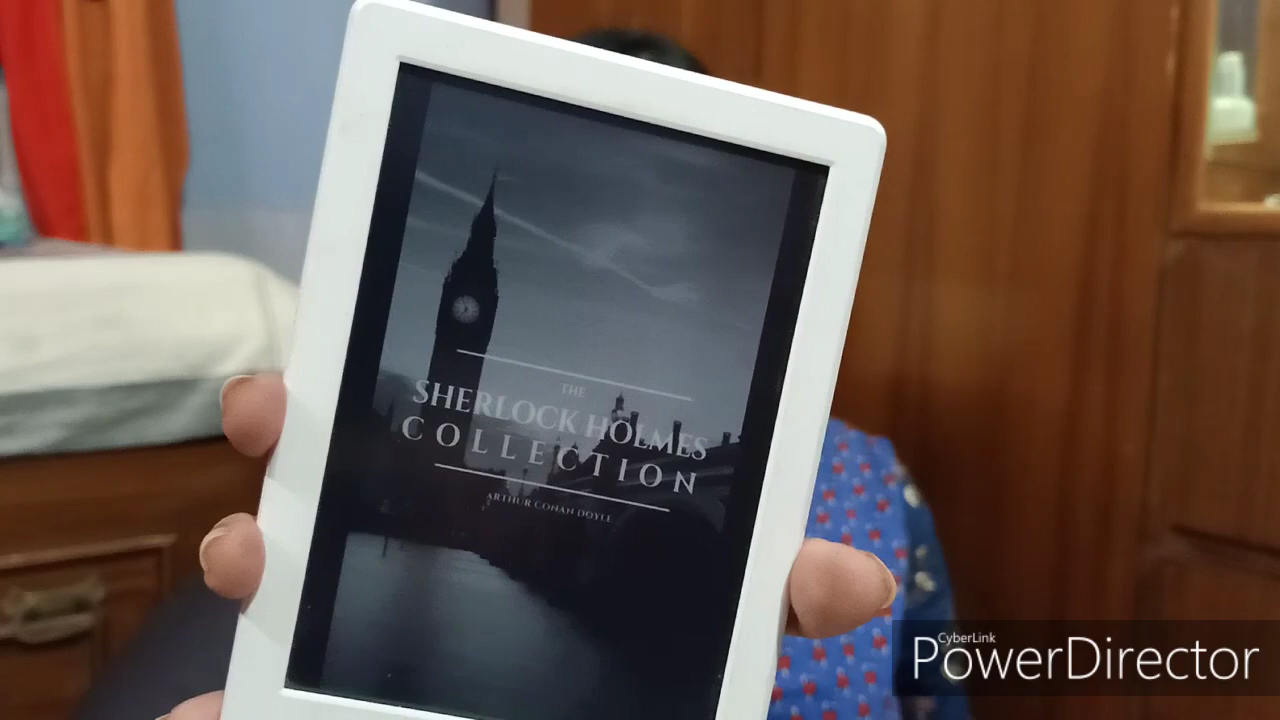 THE
SHERLOCK HOLMES
COLLECTION
ARTHUR CONAN DOYLE
CyberLink
PowerDirector